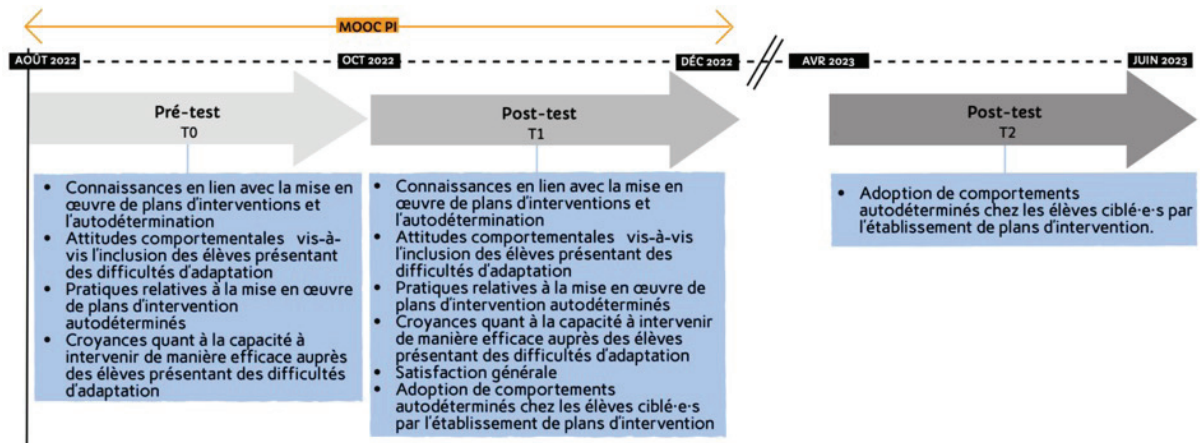 MOOC PI
AOÛT 2022
OCT 2022
DÉC 2022
AVR 2023
JUIN 2023
Pré-test
T0
Post-test
T1
Post-test
T2
• Connaissances en lien avec la mise en
œuvre de plans d'interventions et
l'autodétermination
• Attitudes comportementales vis-à-
vis l'inclusion des élèves présentant
des difficultés d'adaptation
• Pratiques relatives à la mise en œuvre
de plans d'intervention
autodéterminés
• Croyances quant à la capacité à
intervenir de manière efficace auprès
des élèves présentant des difficultés
d'adaptation
• Connaissances en lien avec la mise en
œuvre de plans d'interventions et
l'autodétermination
• Attitudes comportementales vis-à-vis
l'inclusion des élèves présentant des
difficultés d'adaptation
• Pratiques relatives à la mise en œuvre de
plans d'intervention autodéterminés
• Croyances quant à la capacité à intervenir
de manière efficace auprès des élèves
présentant des difficultés d'adaptation
• Satisfaction générale
• Adoption de comportements
autodéterminés chez les élèves ciblé·e·s
par l'établissement de plans d'intervention
• Adoption de comportements
autodéterminés chez les élèves ciblé·e·s par
l'établissement de plans d'intervention.